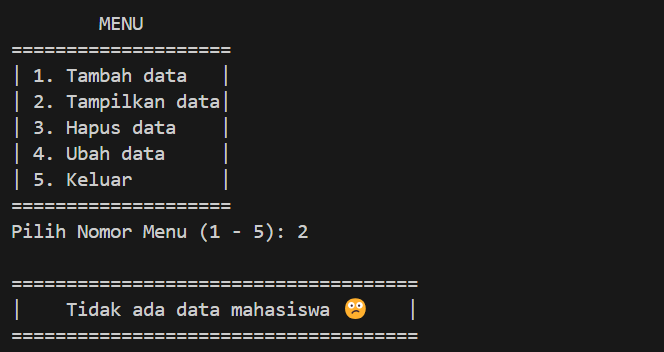 MENU
====================
| 1. Tambah data   |
| 2. Tampilkan data|
| 3. Hapus data    |
| 4. Ubah data     |
| 5. Keluar        |
====================
Pilih Nomor Menu (1 - 5): 2
=====================================
|    Tidak ada data mahasiswa 🙁    |
=====================================